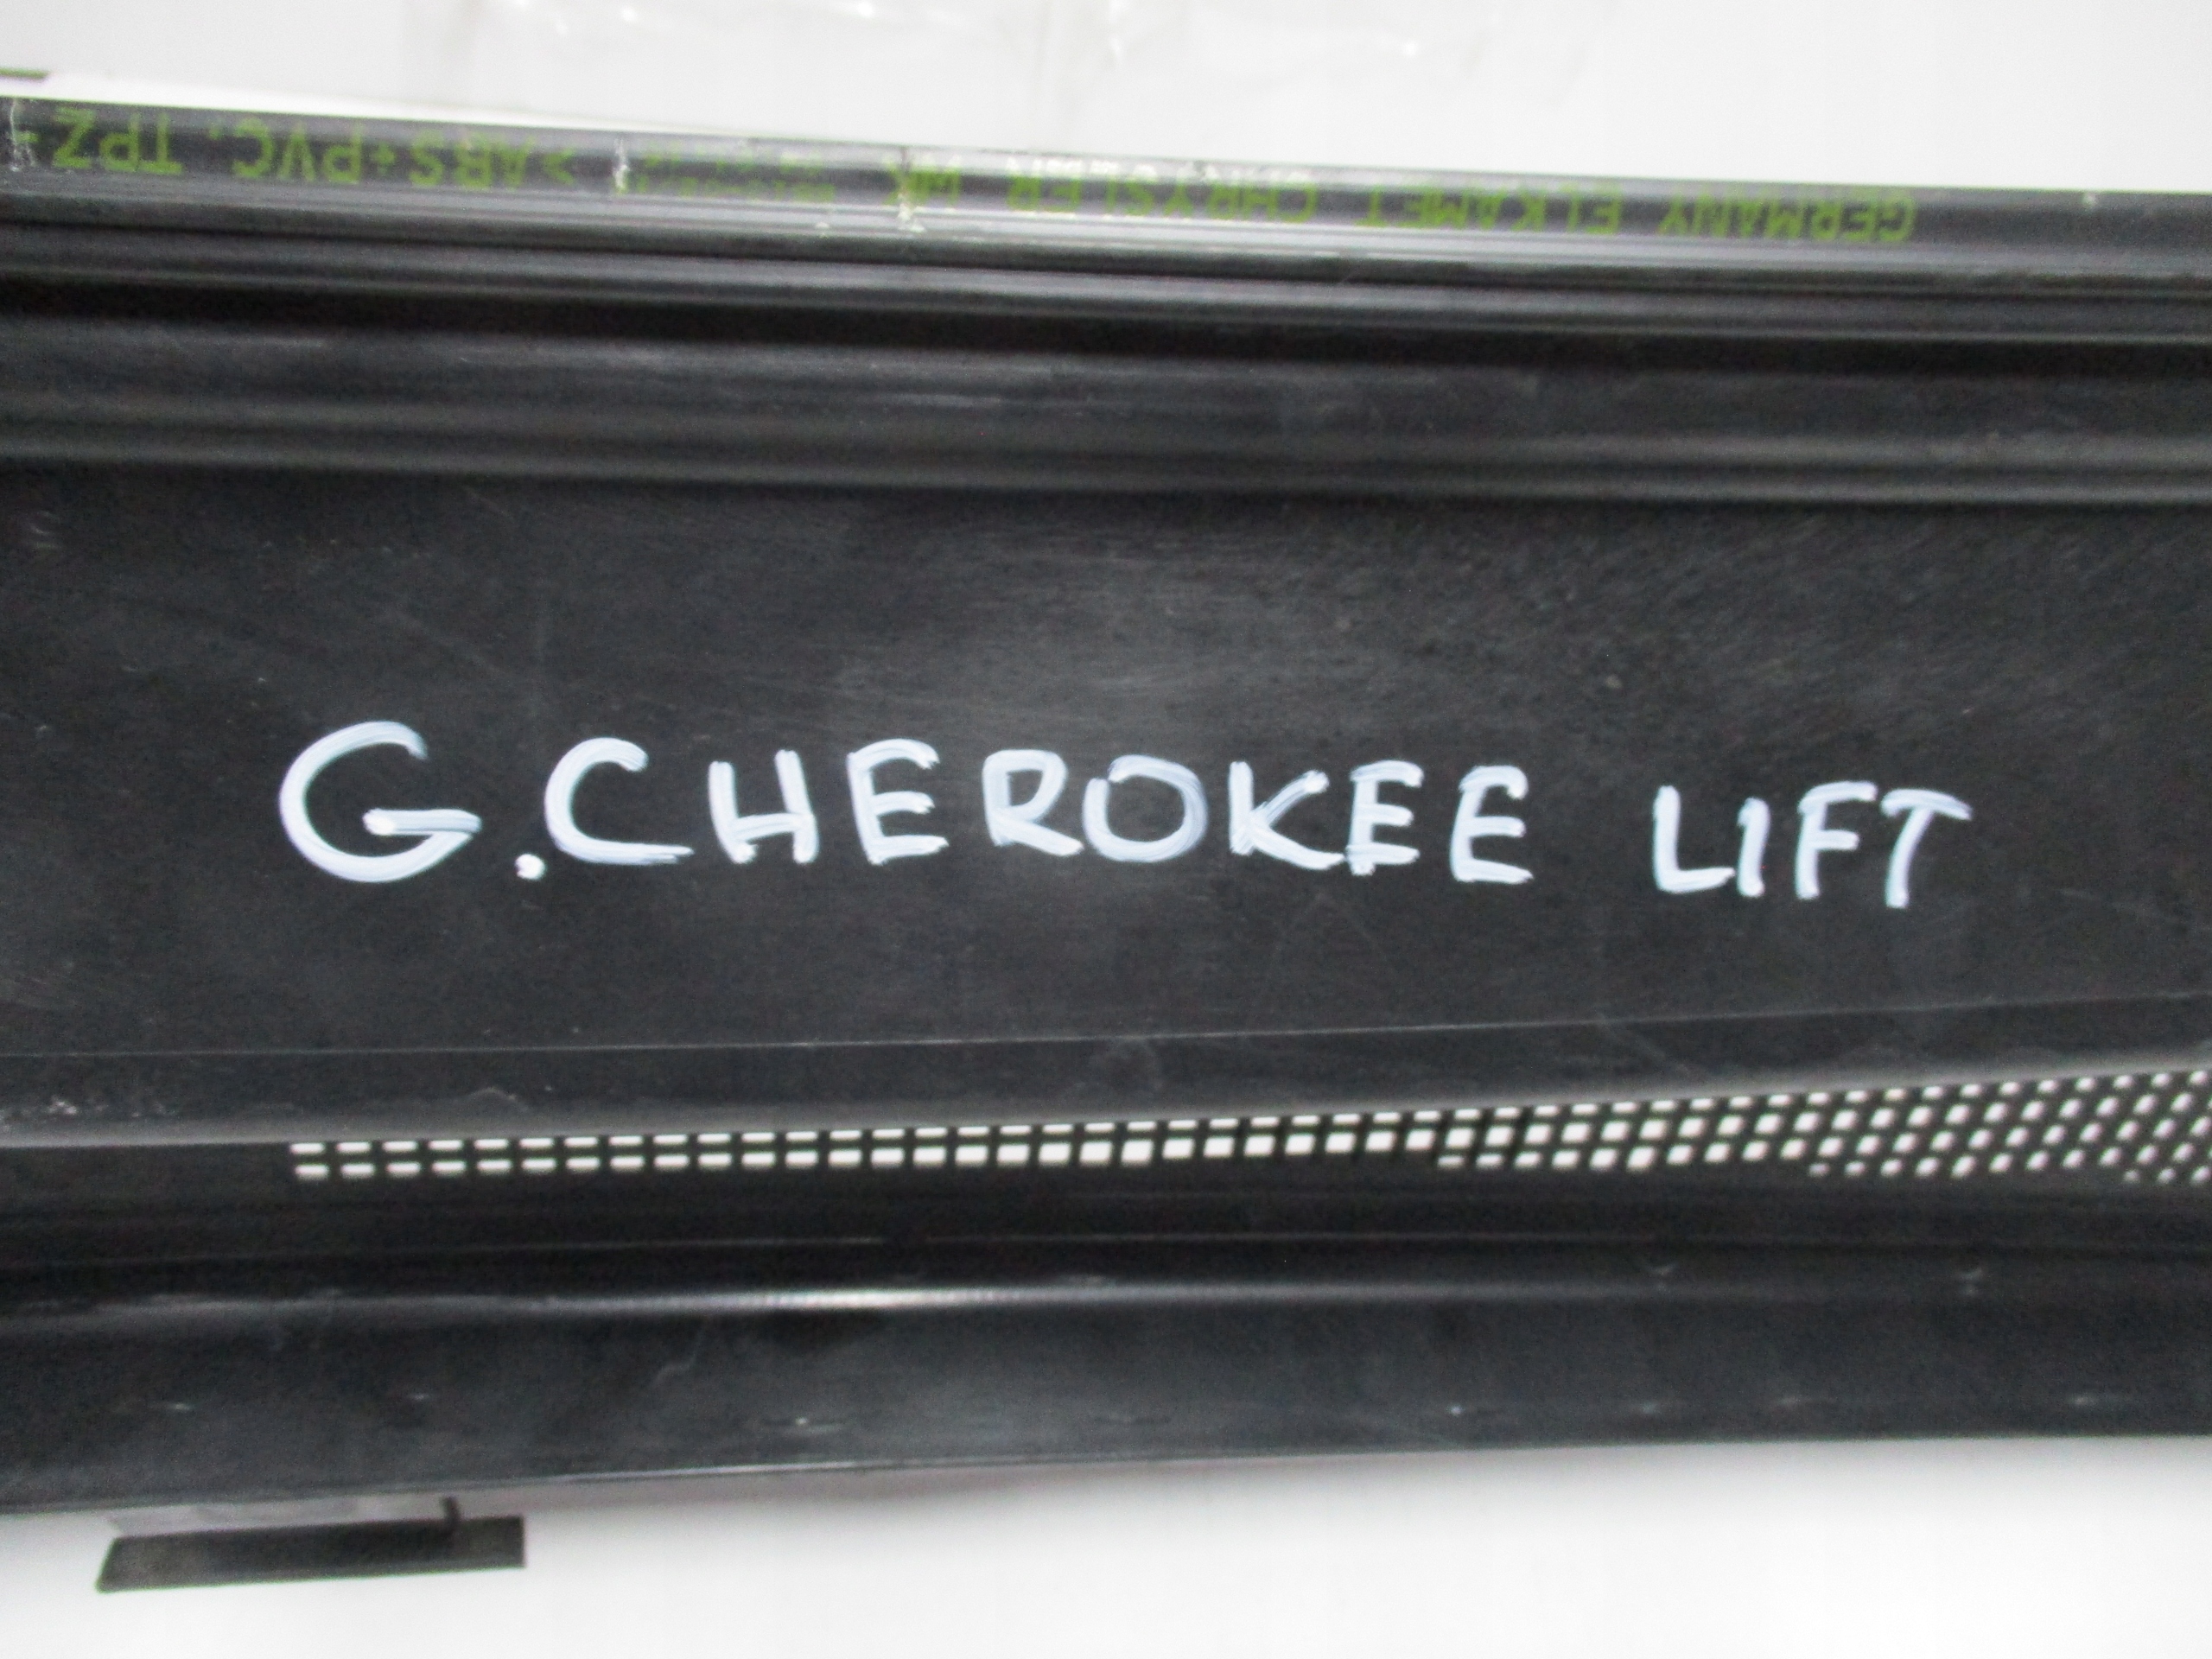 GERMANY ELKAMET CHRYSLER WK >ABS+PVC, TPZ-
G.CHEROKEE LIFT